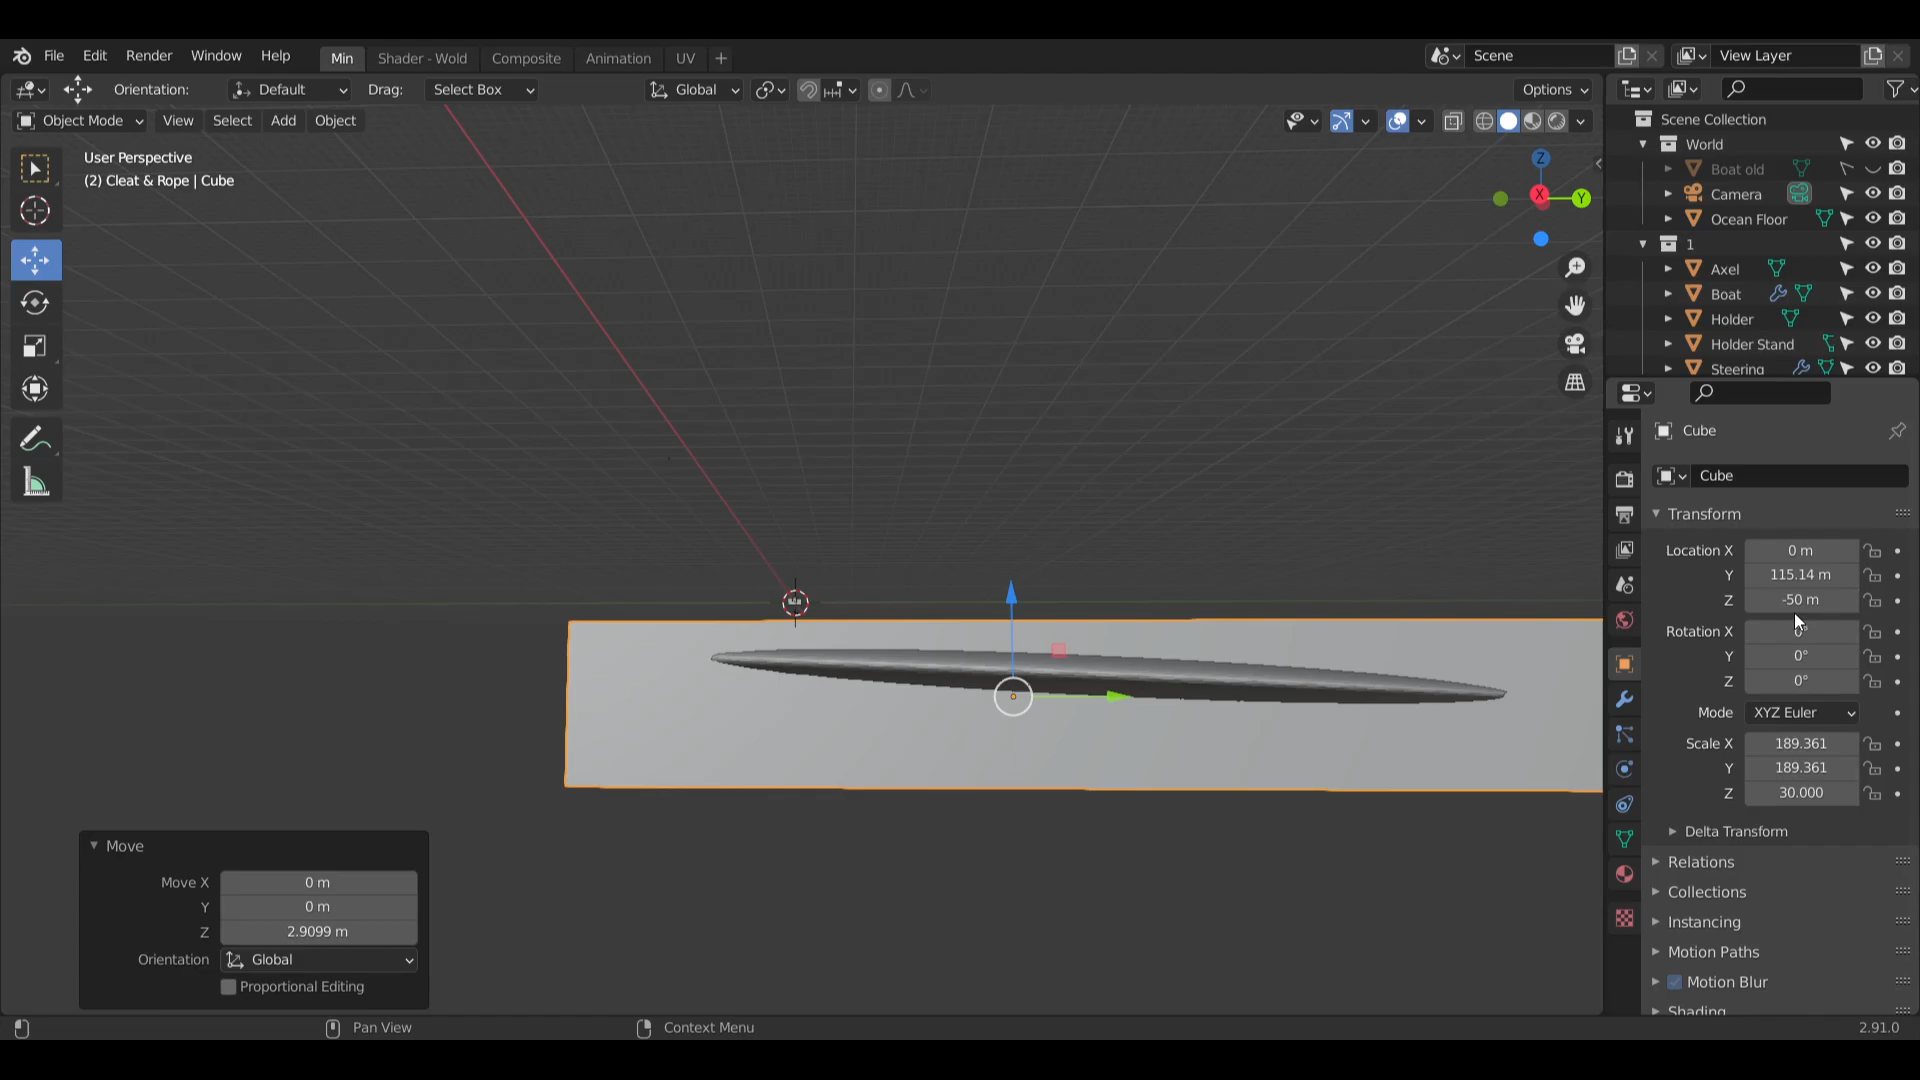 File Edit Render Window Help Min Shader - Wold Composite Animation UV + Scene View Layer
Orientation: Default Drag: Select Box Global Options
Object Mode View Select Add Object
User Perspective
(2) Cleat & Rope | Cube
Z
X
Y
Scene Collection
World
Boat old
Camera
Ocean Floor
1
Axel
Boat
Holder
Holder Stand
Steering
Cube
Cube
Transform
Location X 0 m
Y 115.14 m
Z -50 m
Rotation X 0°
Y 0°
Z 0°
Mode XYZ Euler
Scale X 189.361
Y 189.361
Z 30.000
Delta Transform
Relations
Collections
Instancing
Motion Paths
Motion Blur
Shading
Move
Move X 0 m
Y 0 m
Z 2.9099 m
Orientation Global
Proportional Editing
Pan View Context Menu 2.91.0